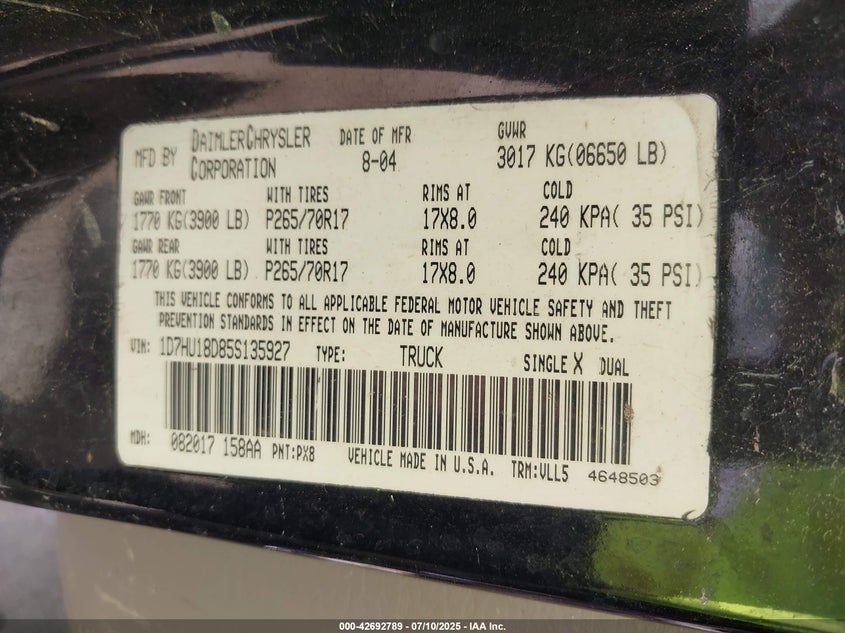 MFD BY DAIMLERCHRYSLER CORPORATION DATE OF MFR 8-04 GVWR 3017 KG(06650 LB)
GAWR FRONT WITH TIRES RIMS AT COLD
1770 KG(3900 LB) P265/70R17 17X8.0 240 KPA( 35 PSI)
GAWR REAR WITH TIRES RIMS AT COLD
1770 KG(3900 LB) P265/70R17 17X8.0 240 KPA( 35 PSI)
THIS VEHICLE CONFORMS TO ALL APPLICABLE FEDERAL MOTOR VEHICLE SAFETY AND THEFT
PREVENTION STANDARDS IN EFFECT ON THE DATE OF MANUFACTURE SHOWN ABOVE.
VIN: 1D7HU18D85S135927 TYPE: TRUCK SINGLE X DUAL
MDH: 082017 158AA PNT:PX8 VEHICLE MADE IN U.S.A. TRM:VLL5 4648503
000-42692789 - 07/10/2025 - IAA Inc.